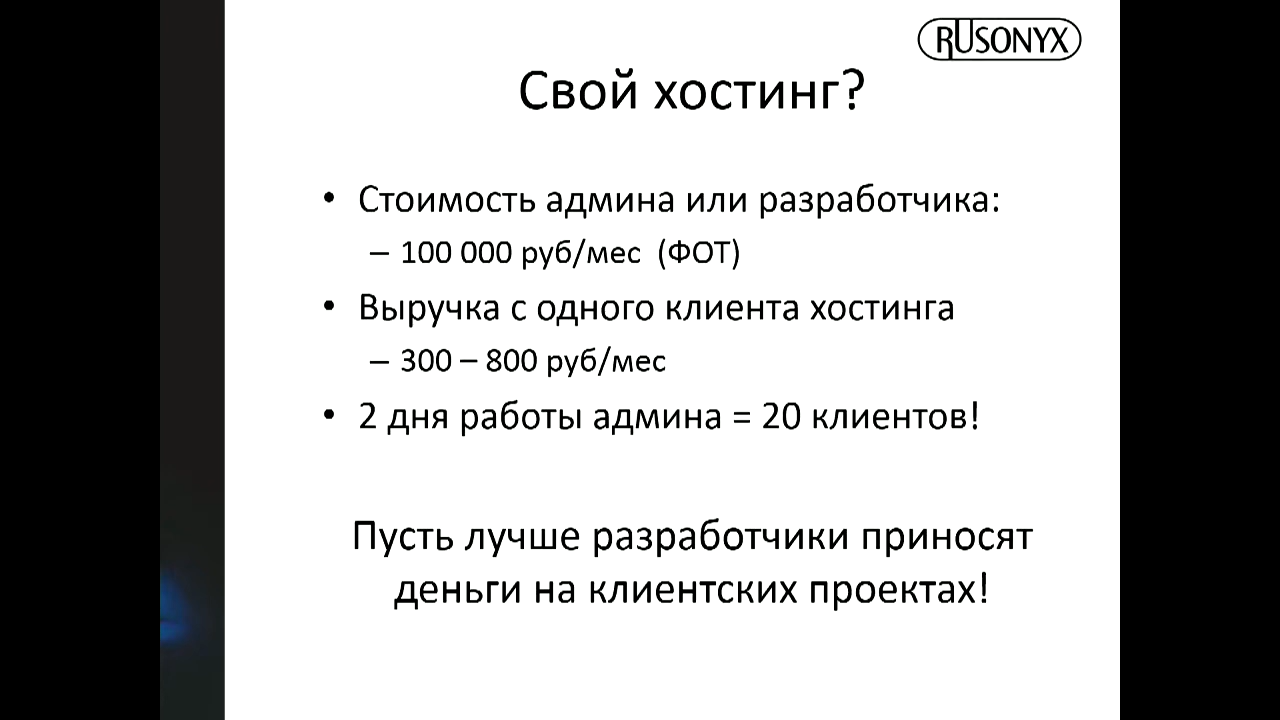 RUSONYX
Свой хостинг?
• Стоимость админа или разработчика:
– 100 000 руб/мес (ФОТ)
• Выручка с одного клиента хостинга
– 300 – 800 руб/мес
• 2 дня работы админа = 20 клиентов!
Пусть лучше разработчики приносят
деньги на клиентских проектах!